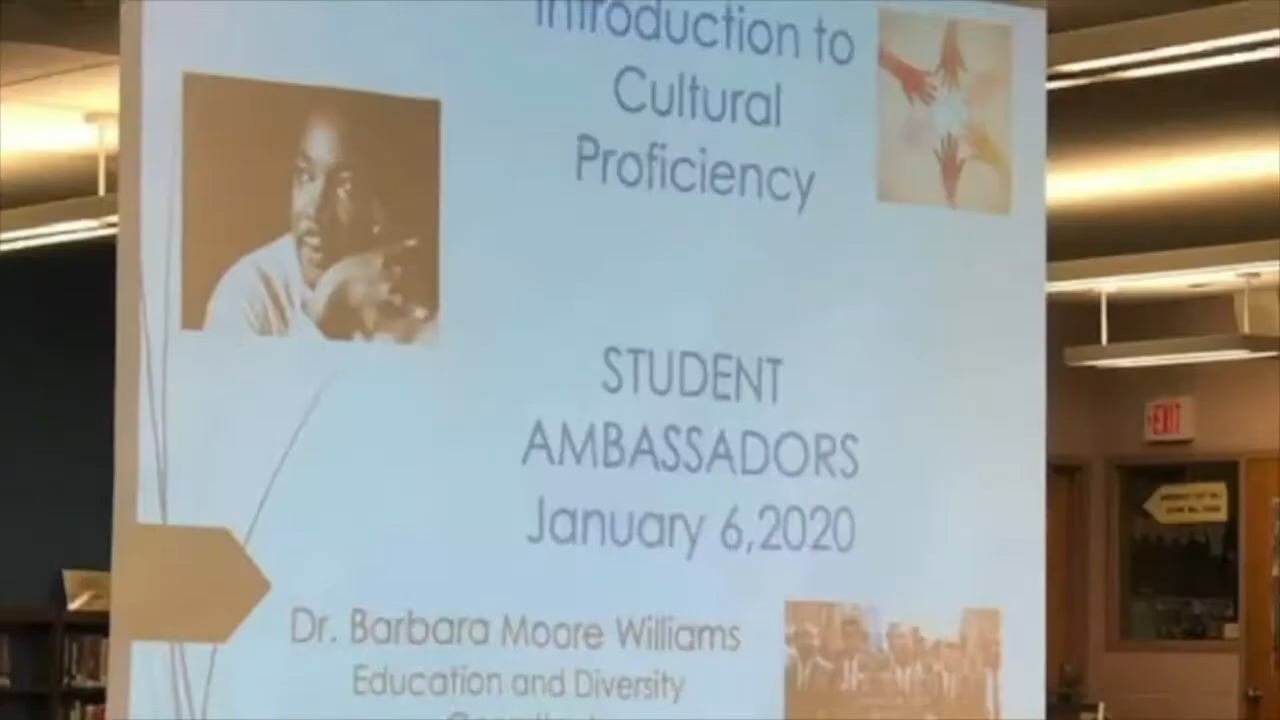 Introduction to
Cultural
Proficiency
STUDENT
AMBASSADORS
January 6,2020
Dr. Barbara Moore Williams
Education and Diversity
EXIT